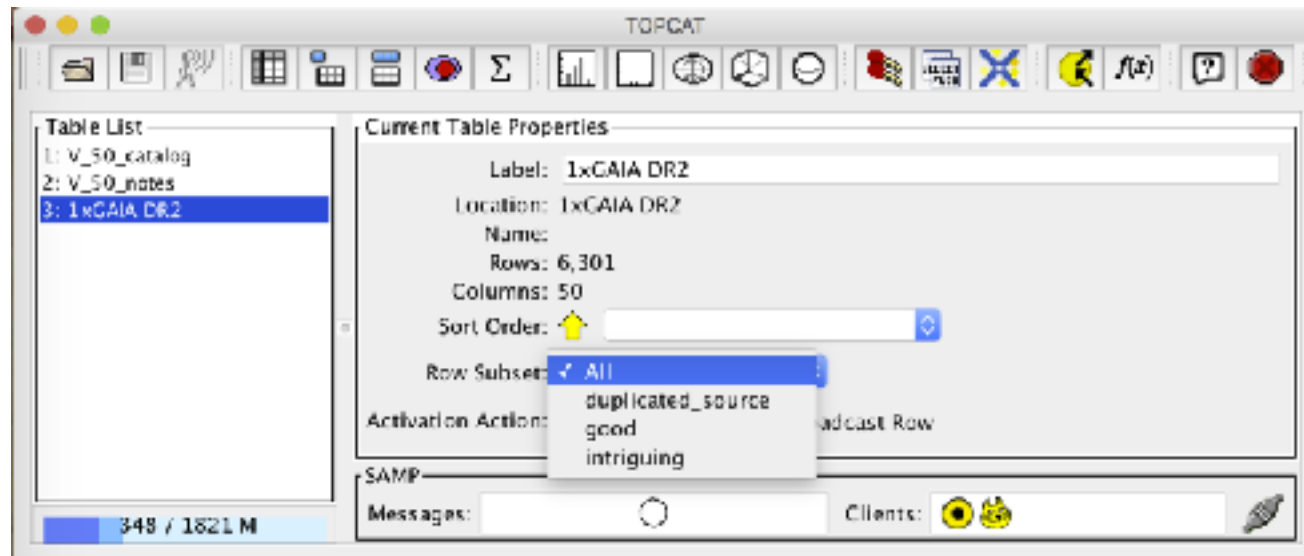 TOPCAT
Σ
f(x)
?
Table List
1: V_50_catalog
2: V_50_notes
3: 1xGAIA DR2
348 / 1821 M
Current Table Properties
Label: 1xGAIA DR2
Location: 1xGAIA DR2
Name:
Rows: 6,301
Columns: 50
Sort Order:
Row Subset: ✓ All
duplicated_source
good
intriguing
Activation Action: adcast Row
SAMP
Messages:
Clients: